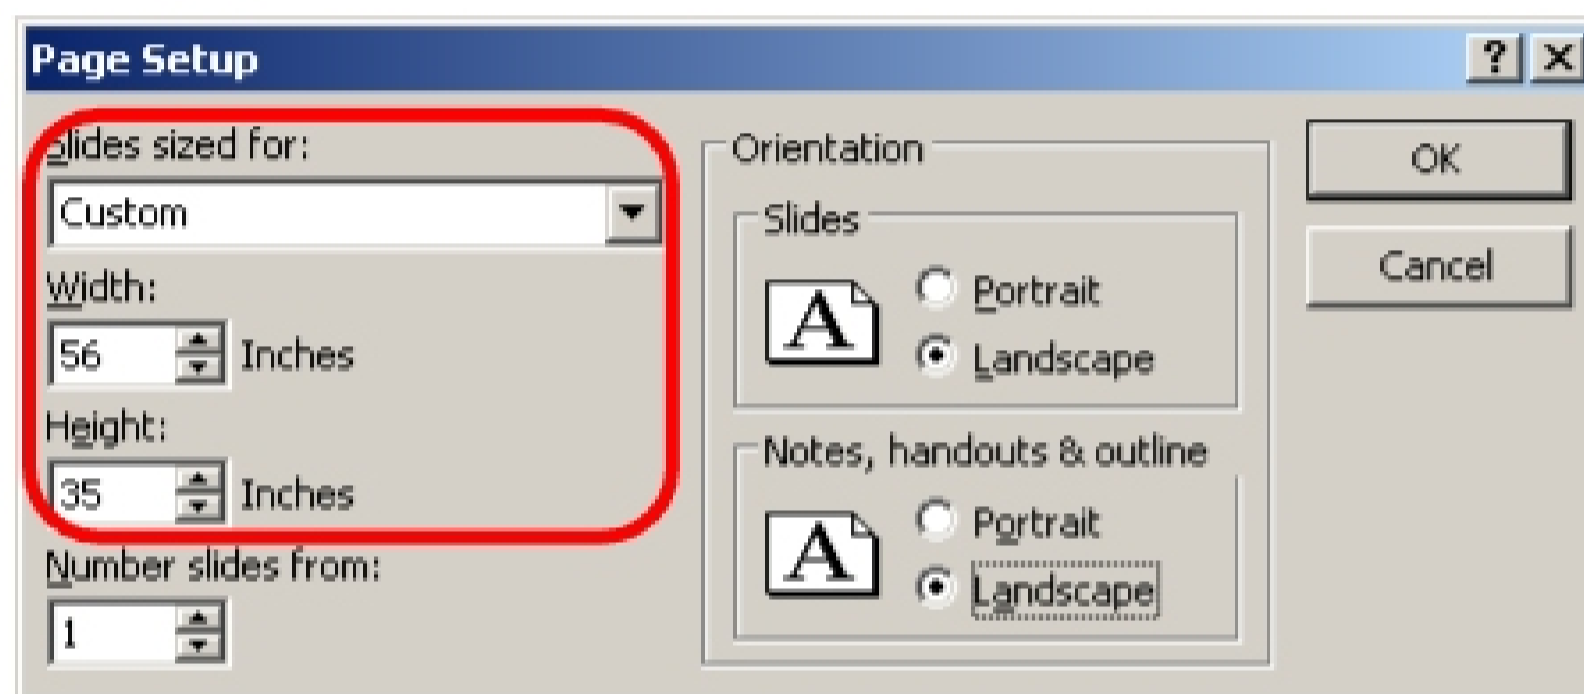 Page Setup
Slides sized for:
Custom
Width:
56 Inches
Height:
35 Inches
Number slides from:
1
Orientation
Slides
A
Portrait
Landscape
Notes, handouts & outline
A
Portrait
Landscape
OK
Cancel